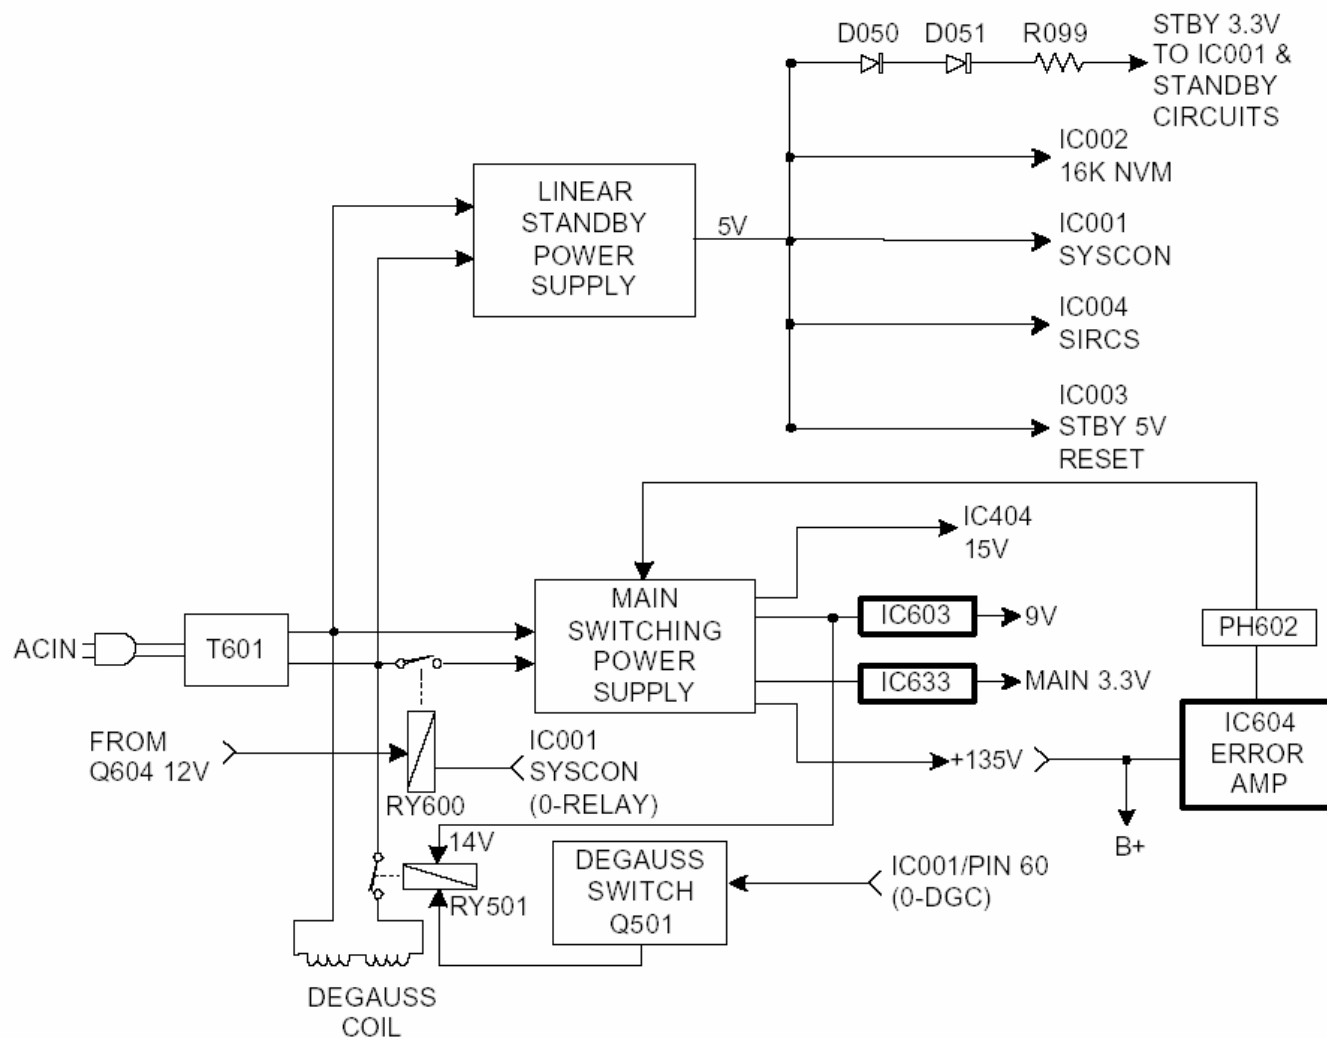 D050
D051
R099
STBY 3.3V
TO IC001 &
STANDBY
CIRCUITS
IC002
16K NVM
LINEAR
STANDBY
POWER
SUPPLY
5V
IC001
SYSCON
IC004
SIRCS
IC003
STBY 5V
RESET
IC404
15V
MAIN
SWITCHING
POWER
SUPPLY
IC603
9V
PH602
ACIN
T601
IC633
MAIN 3.3V
IC604
ERROR
AMP
FROM
Q604 12V
IC001
SYSCON
(0-RELAY)
RY600
+135V
B+
14V
RY501
DEGAUSS
SWITCH
Q501
IC001/PIN 60
(0-DGC)
DEGAUSS
COIL